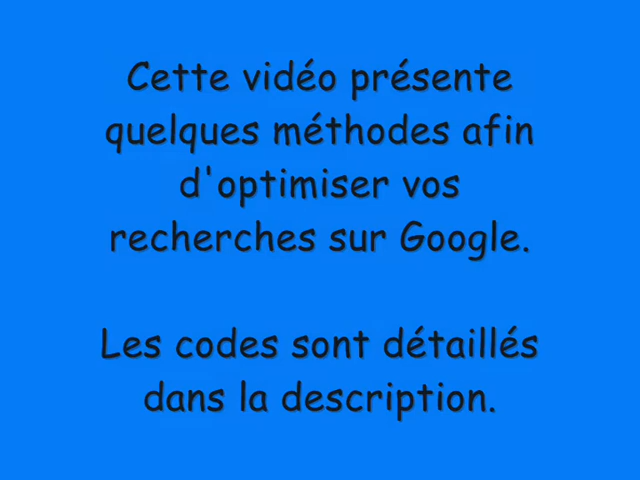 Cette vidéo présente
quelques méthodes afin
d'optimiser vos
recherches sur Google.
Les codes sont détaillés
dans la description.